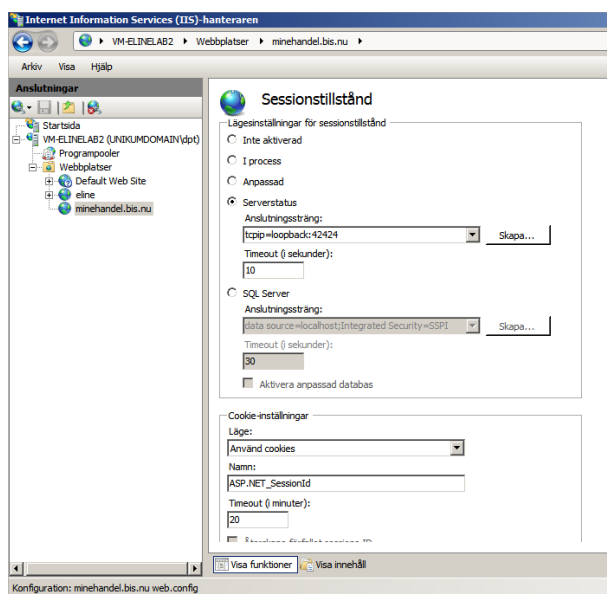 Internet Information Services (IIS)-hanteraren
VM-ELINELAB2 Webbplatser minehandel.bis.nu
Arkiv Visa Hjälp
Anslutningar
Startsida
VM-ELINELAB2 (UNIKUMDOMAIN\dpt)
Programpooler
Webbplatser
Default Web Site
eline
minehandel.bis.nu
Sessionstillstånd
Lägesinställningar för sessionstillstånd
Inte aktiverad
I process
Anpassad
Serverstatus
Anslutningssträng:
tcpip=loopback:42424 Skapa...
Timeout (i sekunder):
10
SQL Server
Anslutningssträng:
data source=localhost;Integrated Security=SSPI Skapa...
Timeout (i sekunder):
30
Aktivera anpassad databas
Cookie-inställningar
Läge:
Använd cookies
Namn:
ASP.NET_SessionId
Timeout (i minuter):
20
Visa funktioner Visa innehåll
Konfiguration: minehandel.bis.nu web.config